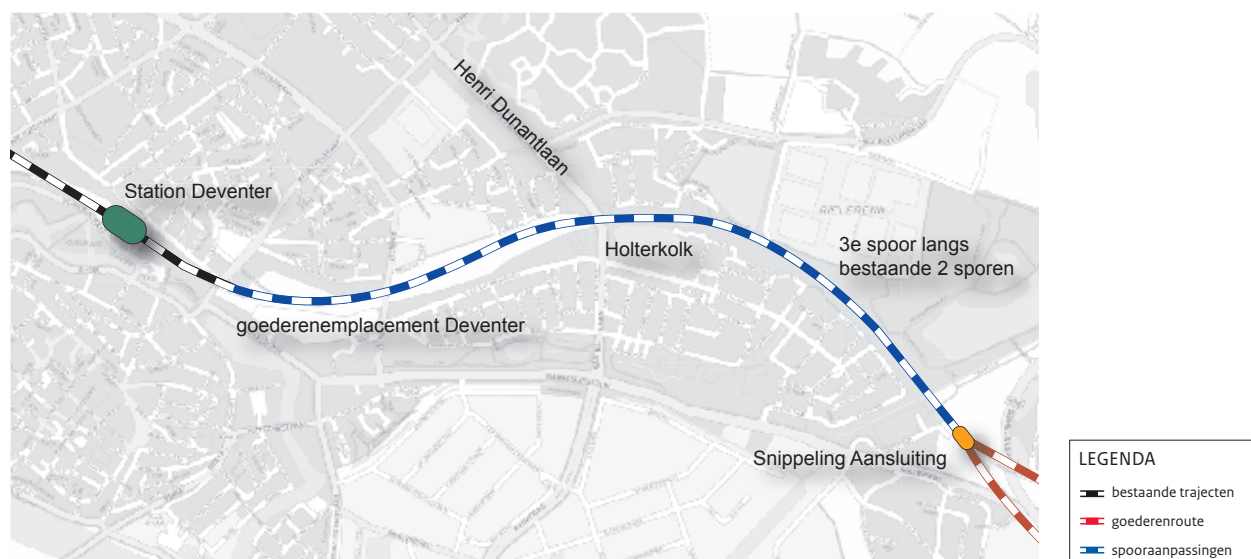 Henri Dunantlaan
Station Deventer
RIELERENK
Holterkolk
3e spoor langs
bestaande 2 sporen
goederenemplacement Deventer
Snippeling Aansluiting
LEGENDA
bestaande trajecten
goederenroute
spooraanpassingen